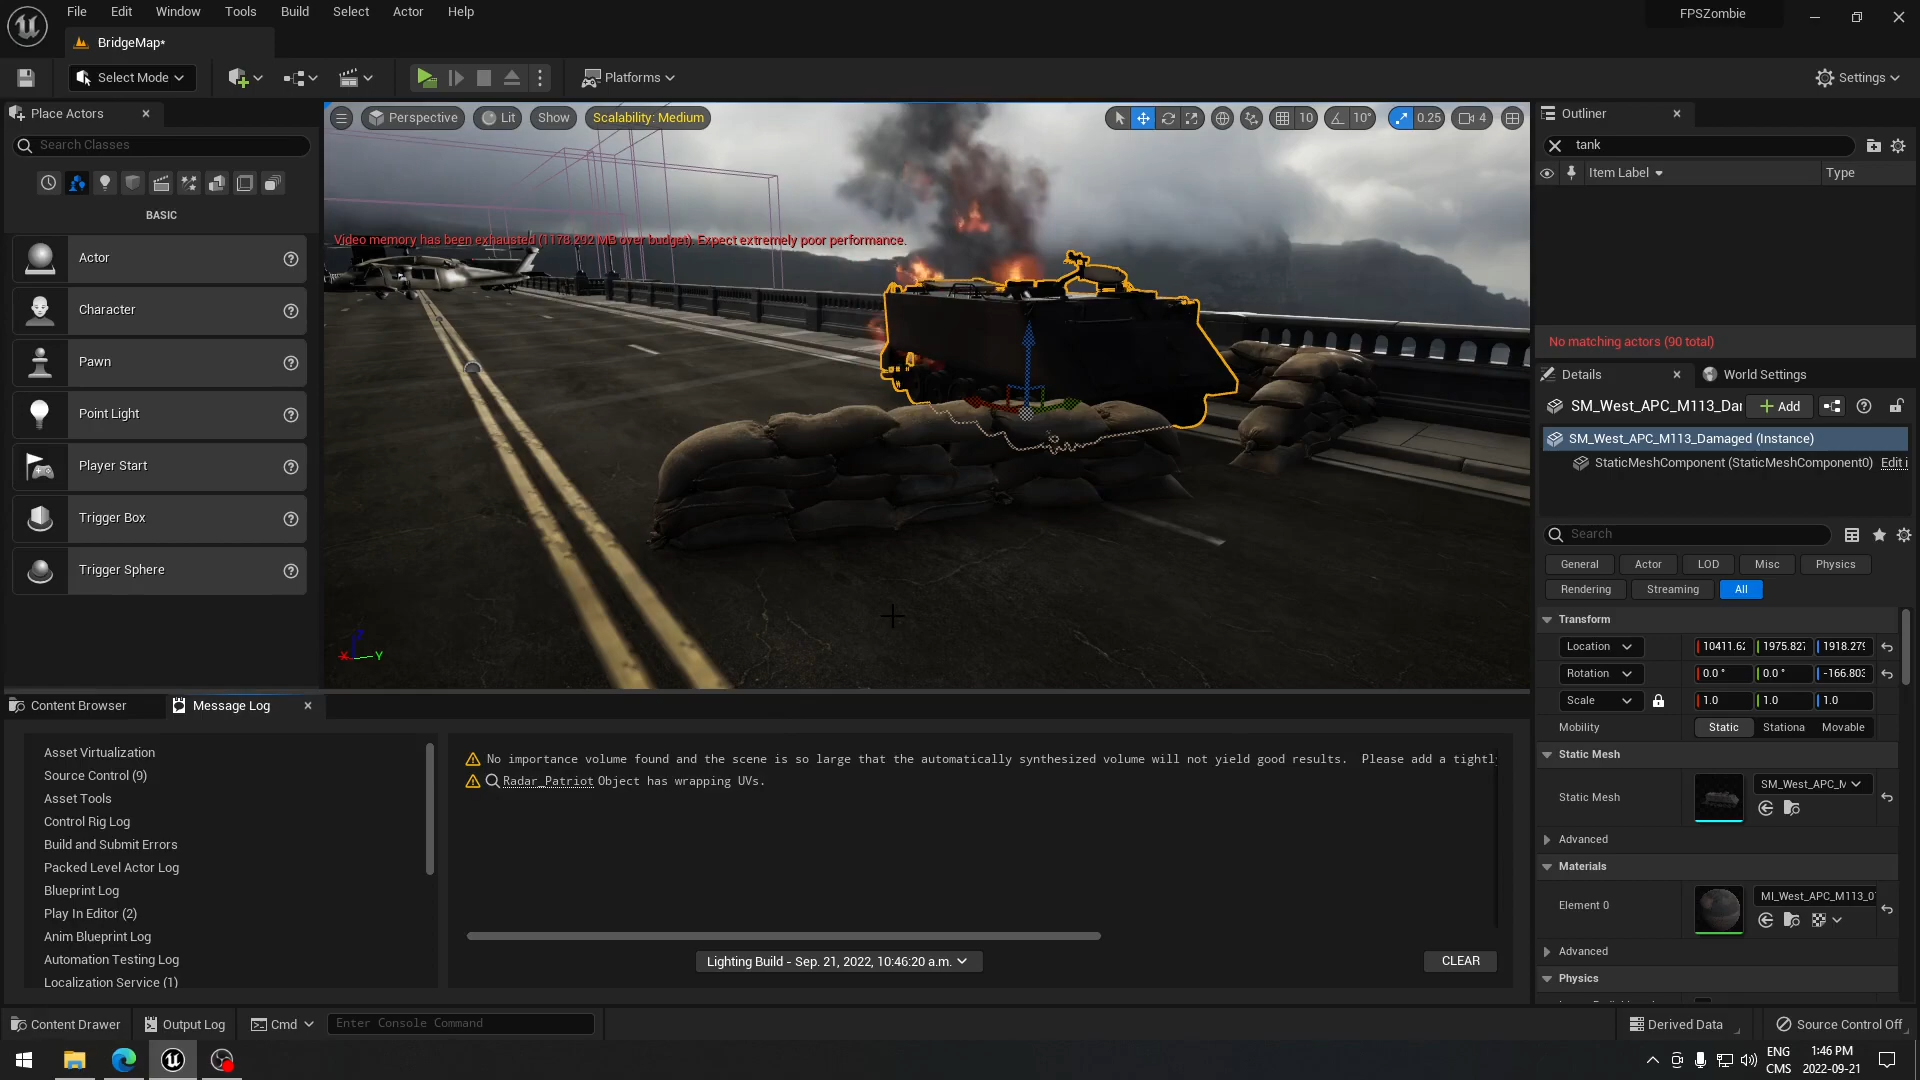 File Edit Window Tools Build Select Actor Help
FPSZombie
BridgeMap*
Select Mode
Platforms
Settings
Place Actors
Search Classes
BASIC
Actor
Character
Pawn
Point Light
Player Start
Trigger Box
Trigger Sphere
Perspective Lit Show Scalability: Medium
10 10° 0.25 4
Video memory has been exhausted (1178.292 MB over budget). Expect extremely poor performance.
Z
X Y
Outliner
tank
Item Label Type
No matching actors (90 total)
Details World Settings
SM_West_APC_M113_Dar Add
SM_West_APC_M113_Damaged (Instance)
StaticMeshComponent (StaticMeshComponent0) Edit i
Search
General Actor LOD Misc Physics
Rendering Streaming All
Transform
Location 10411.62 1975.827 1918.279
Rotation 0.0 ° 0.0 ° -166.803
Scale 1.0 1.0 1.0
Mobility Static Stationa Movable
Static Mesh
Static Mesh SM_West_APC_M
Advanced
Materials
Element 0 MI_West_APC_M113_0
Advanced
Physics
Content Browser Message Log
Asset Virtualization
Source Control (9)
Asset Tools
Control Rig Log
Build and Submit Errors
Packed Level Actor Log
Blueprint Log
Play In Editor (2)
Anim Blueprint Log
Automation Testing Log
Localization Service (1)
No importance volume found and the scene is so large that the automatically synthesized volume will not yield good results. Please add a tightly
Radar_Patriot Object has wrapping UVs.
Lighting Build - Sep. 21, 2022, 10:46:20 a.m.
CLEAR
Content Drawer Output Log Cmd Enter Console Command
Derived Data Source Control Off
ENG
CMS
1:46 PM
2022-09-21